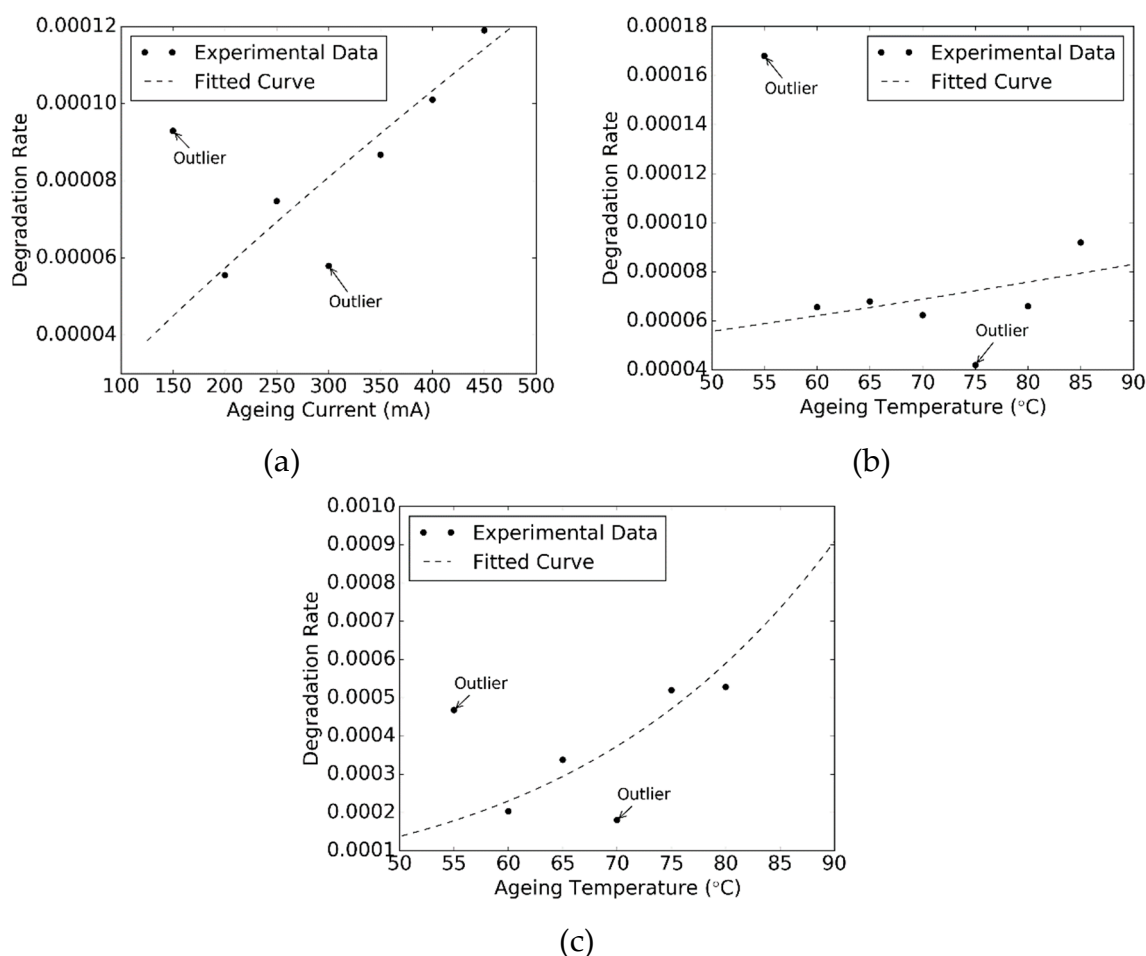 0.00012
Experimental Data
Fitted Curve
0.00010
Outlier
0.00008
0.00006
Outlier
0.00004
Degradation Rate
100 150 200 250 300 350 400 450 500
Ageing Current (mA)
(a)
0.00018
Experimental Data
Fitted Curve
0.00016
Outlier
0.00014
0.00012
0.00010
0.00008
0.00006
Outlier
0.00004
Degradation Rate
50 55 60 65 70 75 80 85 90
Ageing Temperature (°C)
(b)
0.0010
Experimental Data
Fitted Curve
0.0009
0.0008
0.0007
0.0006
0.0005
Outlier
0.0004
0.0003
0.0002
Outlier
0.0001
Degradation Rate
50 55 60 65 70 75 80 90
Ageing Temperature (°C)
(c)